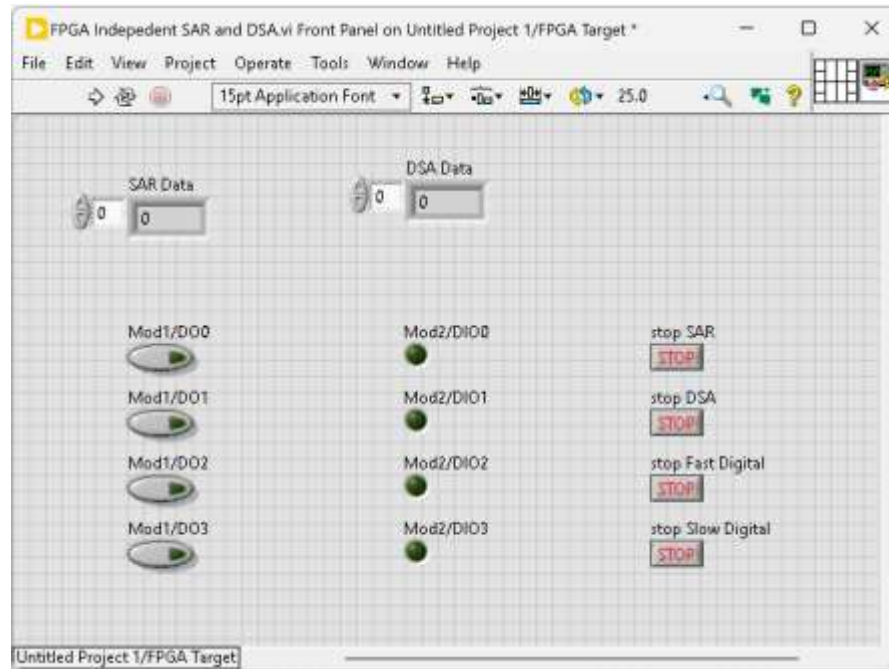 FPGA Indepedent SAR and DSA.vi Front Panel on Untitled Project 1/FPGA Target *
File Edit View Project Operate Tools Window Help
15pt Application Font 25.0
SAR Data
0
0
DSA Data
0
0
Mod1/DO0 Mod2/DIO0 stop SAR
STOP
Mod1/DO1 Mod2/DIO1 stop DSA
STOP
Mod1/DO2 Mod2/DIO2 stop Fast Digital
STOP
Mod1/DO3 Mod2/DIO3 stop Slow Digital
STOP
Untitled Project 1/FPGA Target